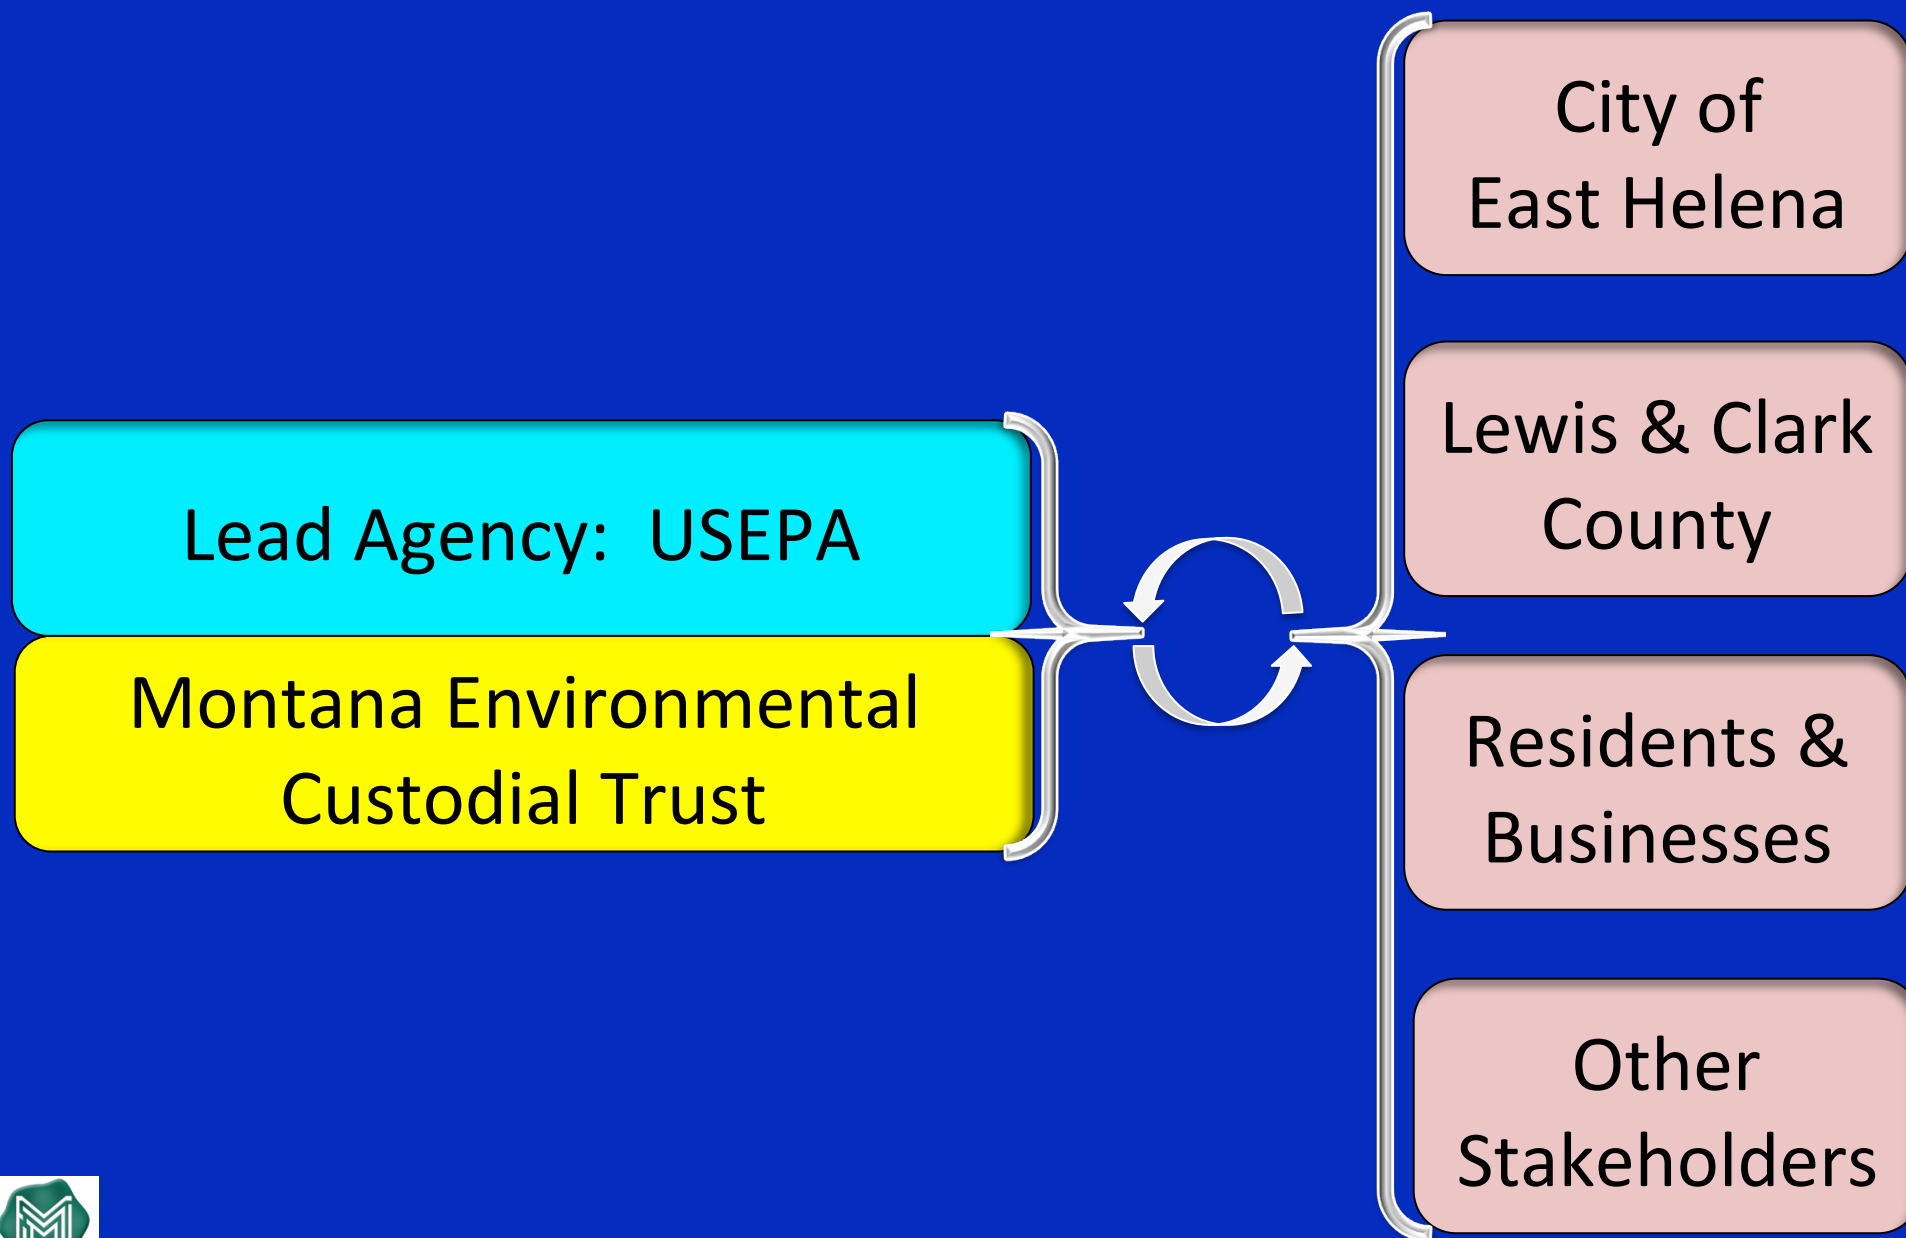 Lead Agency:  USEPA
Montana Environmental
Custodial Trust
City of
East Helena
Lewis & Clark
County
Residents &
Businesses
Other
Stakeholders